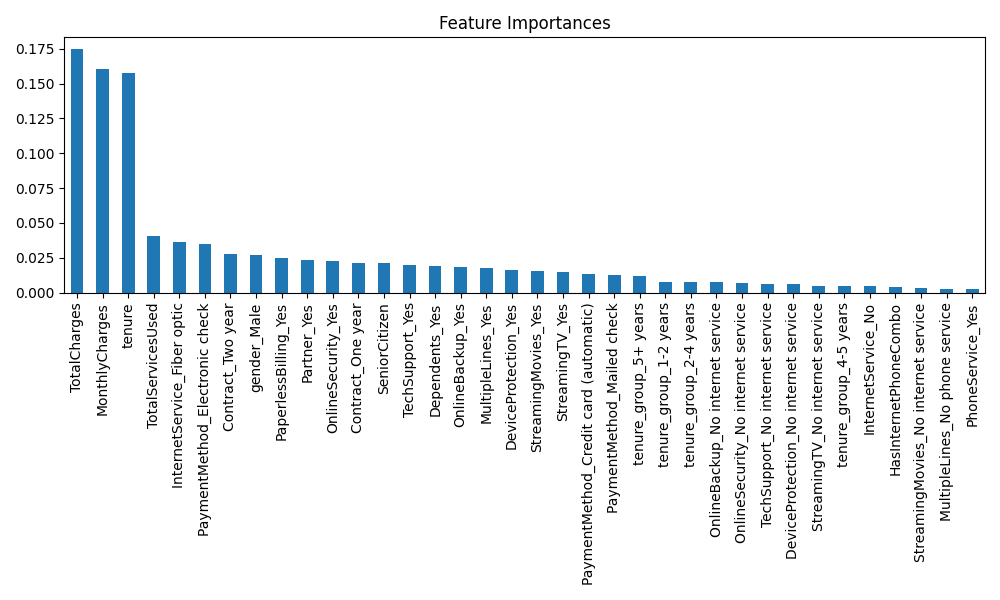 Feature Importances
0.175
0.150
0.125
0.100
0.075
0.050
0.025
0.000
TotalCharges
MonthlyCharges
tenure
TotalServicesUsed
InternetService_Fiber optic
PaymentMethod_Electronic check
Contract_Two year
gender_Male
PaperlessBilling_Yes
Partner_Yes
OnlineSecurity_Yes
Contract_One year
SeniorCitizen
TechSupport_Yes
Dependents_Yes
OnlineBackup_Yes
MultipleLines_Yes
DeviceProtection_Yes
StreamingMovies_Yes
StreamingTV_Yes
PaymentMethod_Credit card (automatic)
PaymentMethod_Mailed check
tenure_group_5+ years
tenure_group_1-2 years
tenure_group_2-4 years
OnlineBackup_No internet service
OnlineSecurity_No internet service
TechSupport_No internet service
DeviceProtection_No internet service
StreamingTV_No internet service
tenure_group_4-5 years
InternetService_No
HasInternetPhoneCombo
StreamingMovies_No internet service
MultipleLines_No phone service
PhoneService_Yes